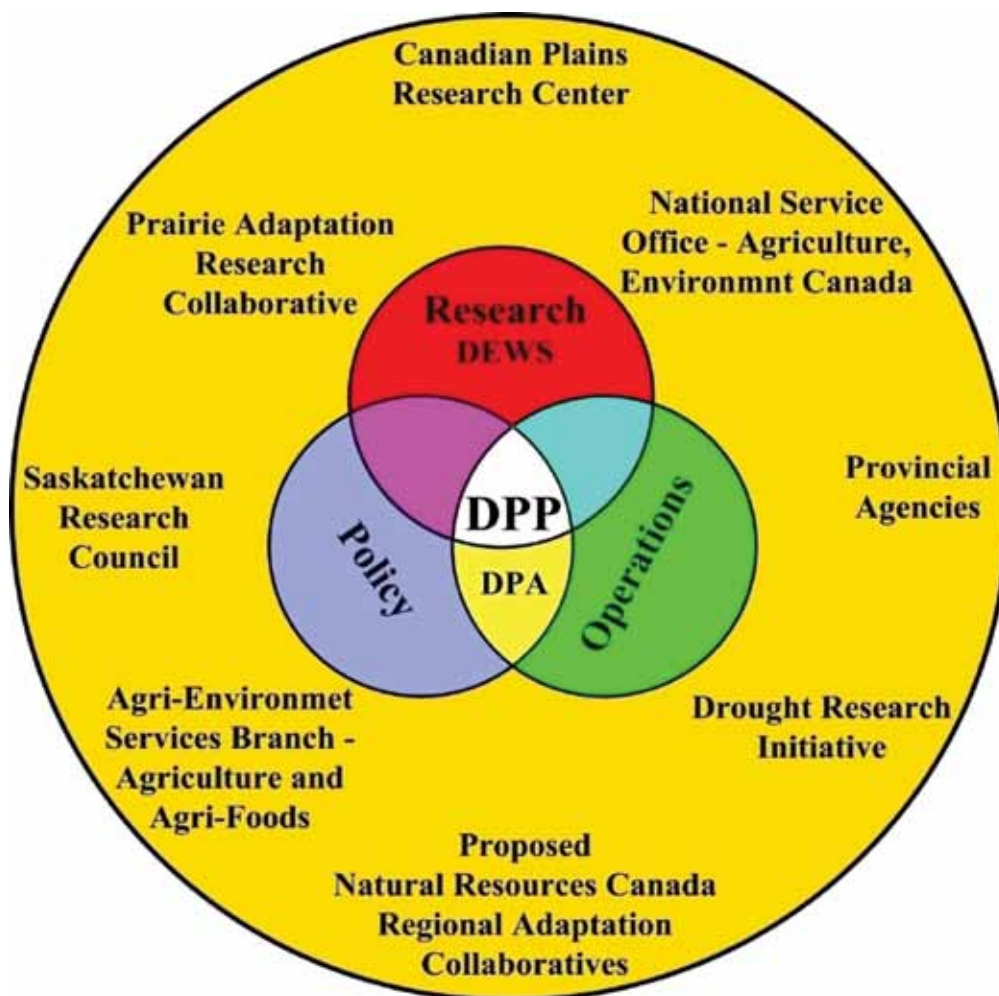 Canadian Plains
Research Center
National Service
Office - Agriculture,
Environmnt Canada
Prairie Adaptation
Research
Collaborative
Research
DEWS
Saskatchewan
Research
Council
Provincial
Agencies
DPP
DPA
Policy
Operations
Agri-Environmet
Services Branch -
Agriculture and
Agri-Foods
Drought Research
Initiative
Proposed
Natural Resources Canada
Regional Adaptation
Collaboratives